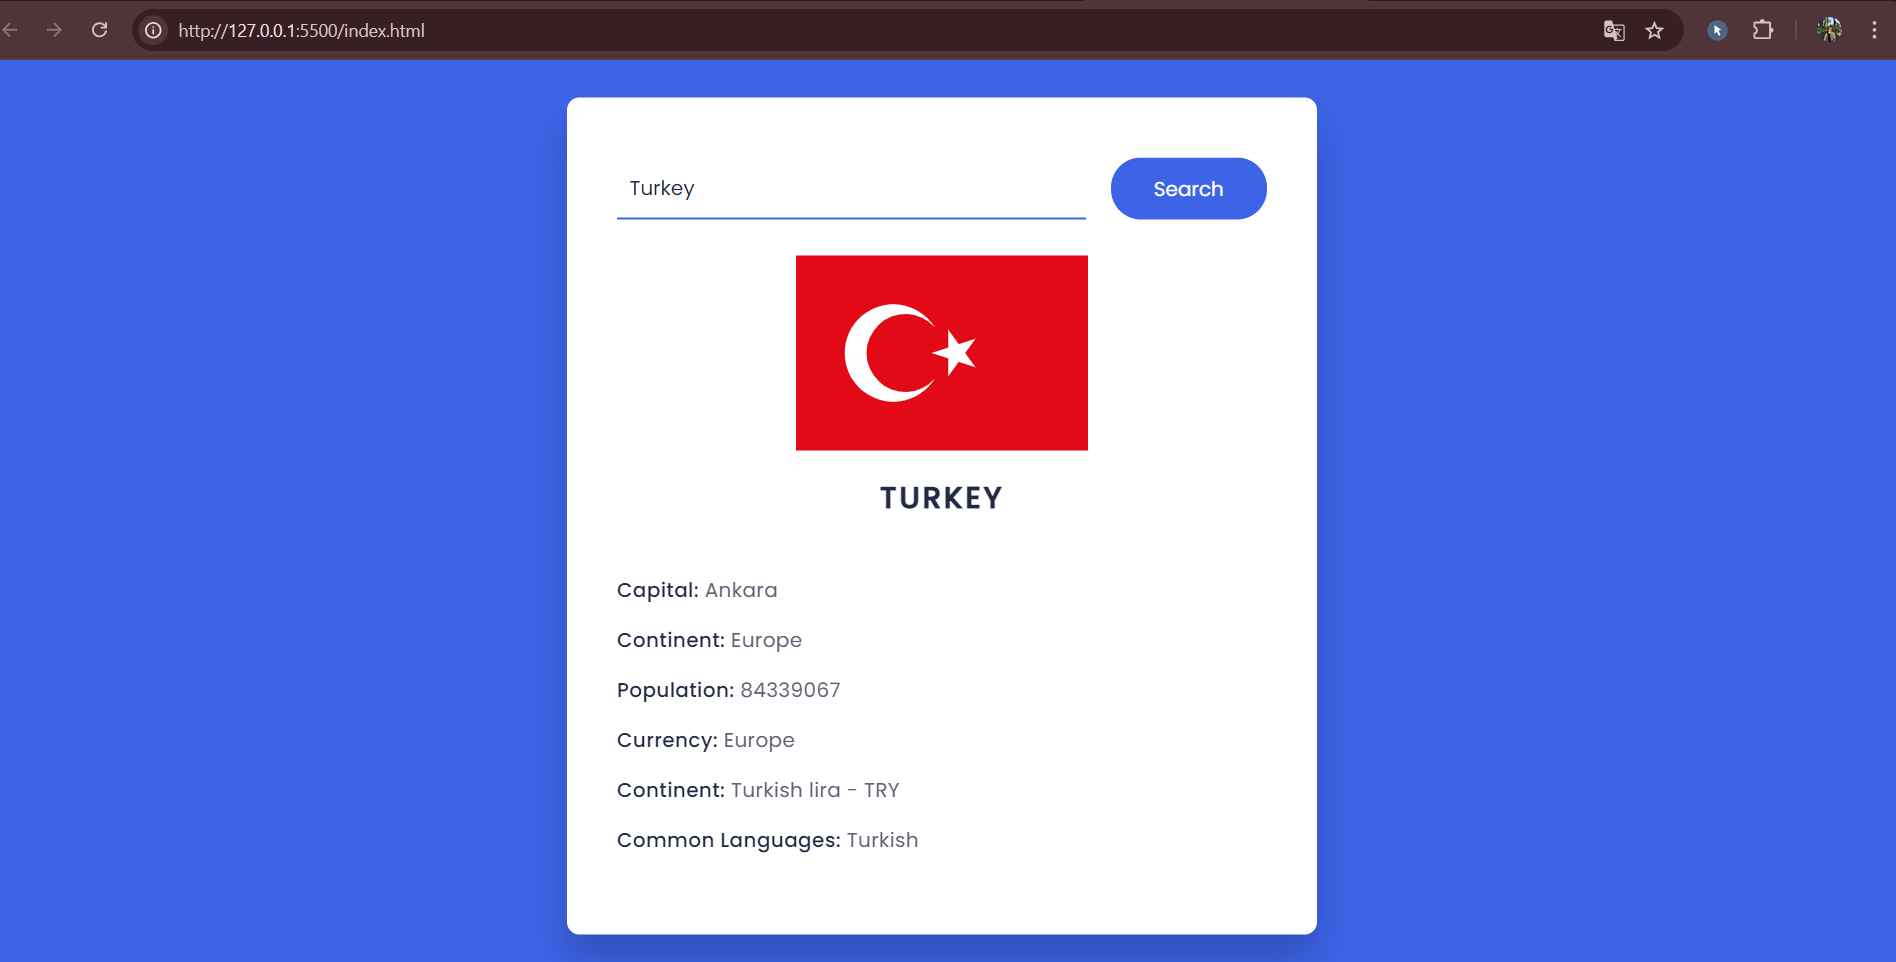 http://127.0.0.1:5500/index.html
Turkey
Search
TURKEY
Capital: Ankara
Continent: Europe
Population: 84339067
Currency: Europe
Continent: Turkish lira - TRY
Common Languages: Turkish